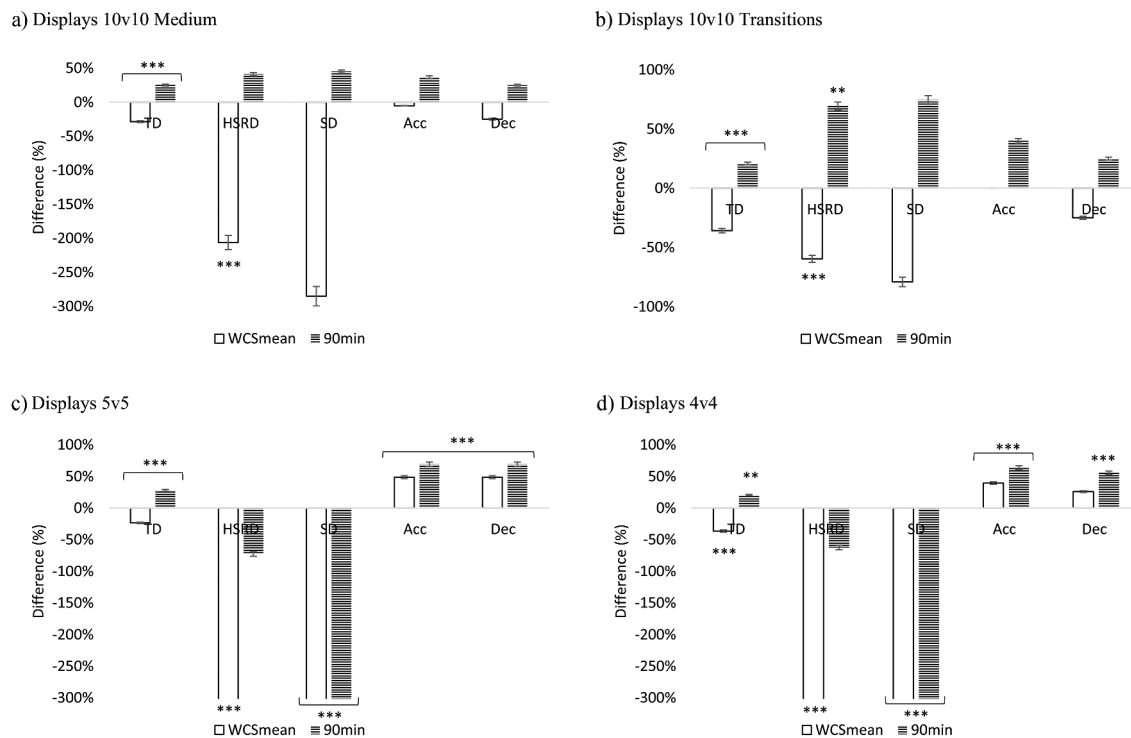 a) Displays 10v10 Medium
50%
0%
-50%
-100%
-150%
-200%
-250%
-300%
Difference (%)
***
TD HSRD SD Acc Dec
***
WCSmean 90min
b) Displays 10v10 Transitions
100%
50%
0%
-50%
-100%
Difference (%)
***
**
TD HSRD SD Acc Dec
***
WCSmean 90min
c) Displays 5v5
100%
50%
0%
-50%
-100%
-150%
-200%
-250%
-300%
Difference (%)
***
***
TD HSRD SD Acc Dec
*** ***
WCSmean 90min
d) Displays 4v4
100%
50%
0%
-50%
-100%
-150%
-200%
-250%
-300%
Difference (%)
** *** ***
TD HSRD SD Acc Dec
***
*** ***
WCSmean 90min